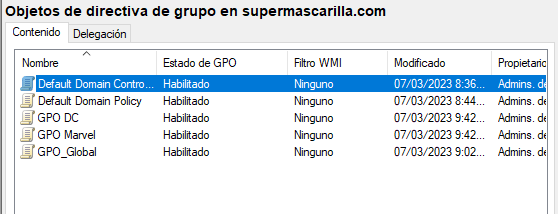 Objetos de directiva de grupo en supermascarilla.com
Contenido Delegación
Nombre Estado de GPO Filtro WMI Modificado Propietario
Default Domain Contro... Habilitado Ninguno 07/03/2023 8:36... Admins. de
Default Domain Policy Habilitado Ninguno 07/03/2023 8:44... Admins. de
GPO DC Habilitado Ninguno 07/03/2023 9:42... Admins. de
GPO Marvel Habilitado Ninguno 07/03/2023 9:42... Admins. de
GPO_Global Habilitado Ninguno 07/03/2023 9:02... Admins. de